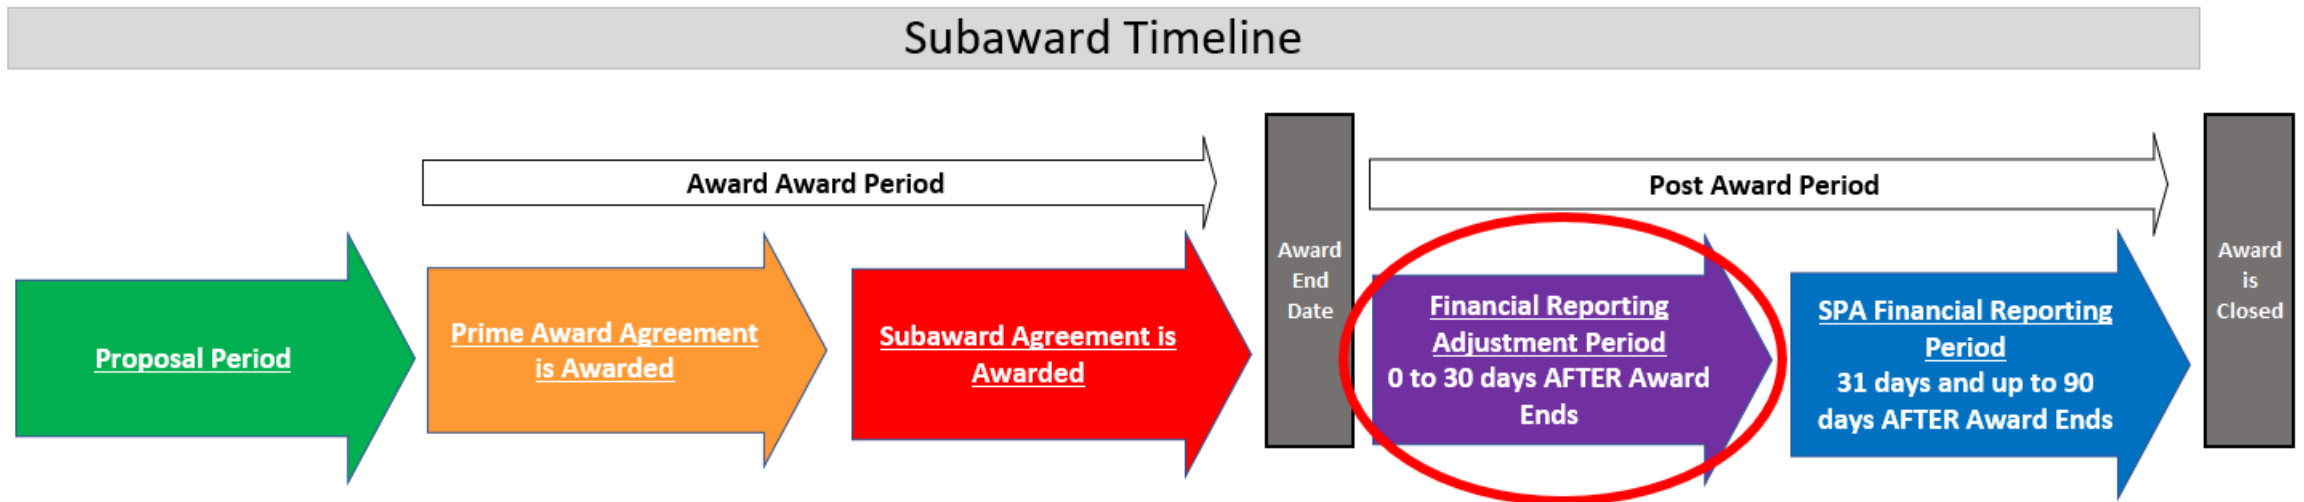 Subaward Timeline
Award Award Period
Post Award Period
Proposal Period
Prime Award Agreement
is Awarded
Subaward Agreement is
Awarded
Award
End
Date
Financial Reporting
Adjustment Period
0 to 30 days AFTER Award
Ends
SPA Financial Reporting
Period
31 days and up to 90
days AFTER Award Ends
Award
is
Closed